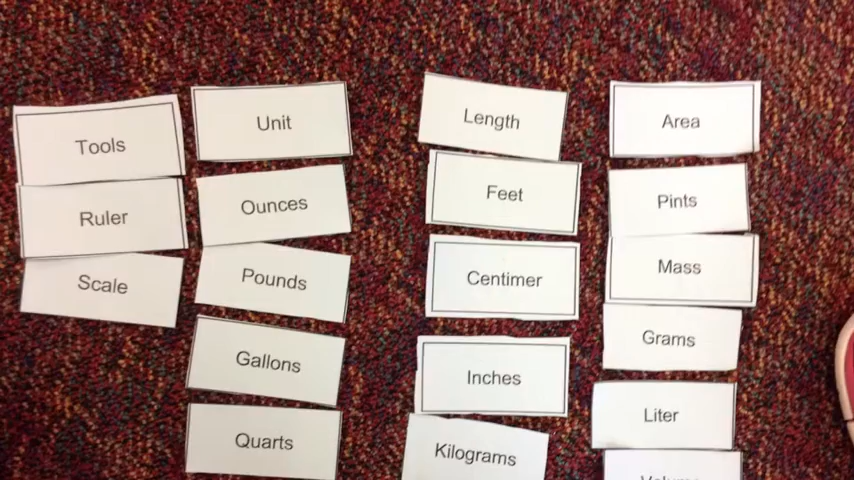 Tools
Ruler
Scale
Unit
Ounces
Pounds
Gallons
Quarts
Length
Feet
Centimer
Inches
Kilograms
Area
Pints
Mass
Grams
Liter